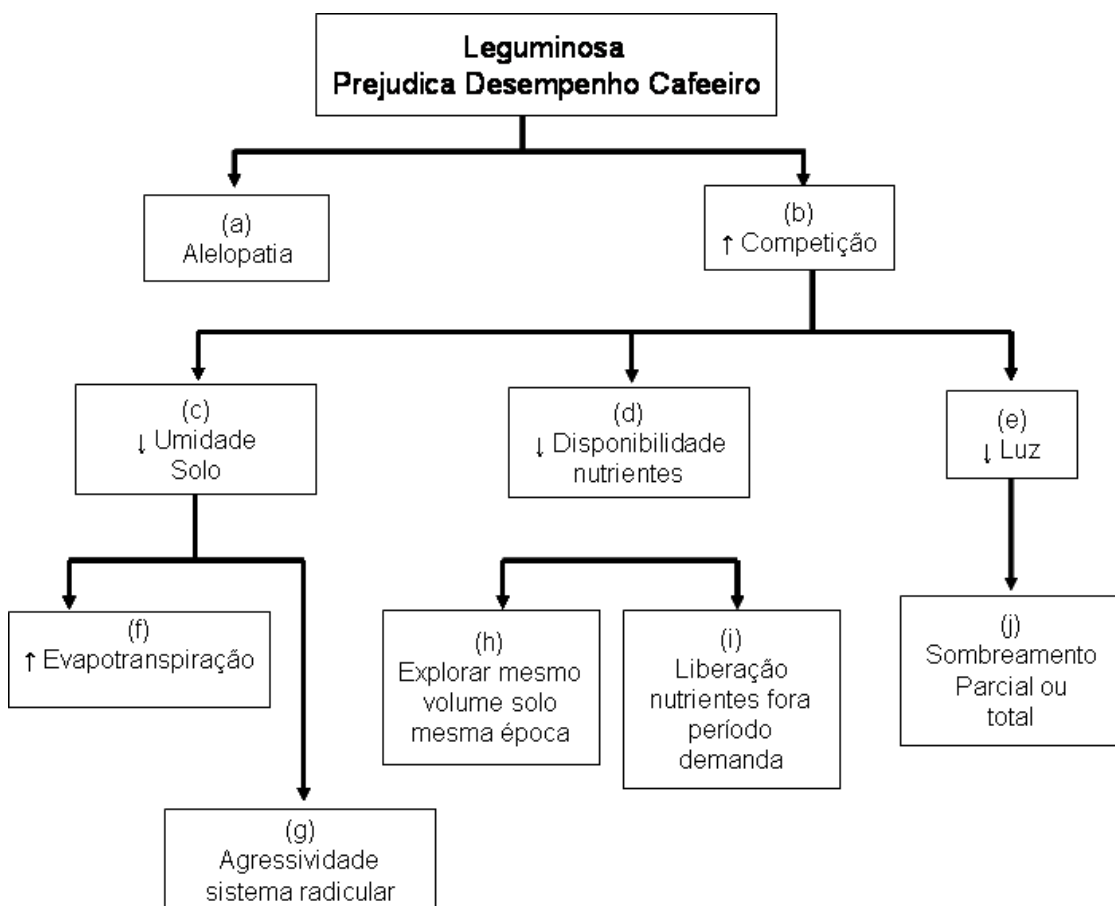 Leguminosa
Prejudica Desempenho Cafeeiro
(a)
Alelopatia
(b)
↑ Competição
(c)
↓ Umidade
Solo
(d)
↓ Disponibilidade
nutrientes
(e)
↓ Luz
(f)
↑ Evapotranspiração
(h)
Explorar mesmo
volume solo
mesma época
(i)
Liberação
nutrientes fora
período
demanda
(j)
Sombreamento
Parcial ou
total
(g)
Agressividade
sistema radicular